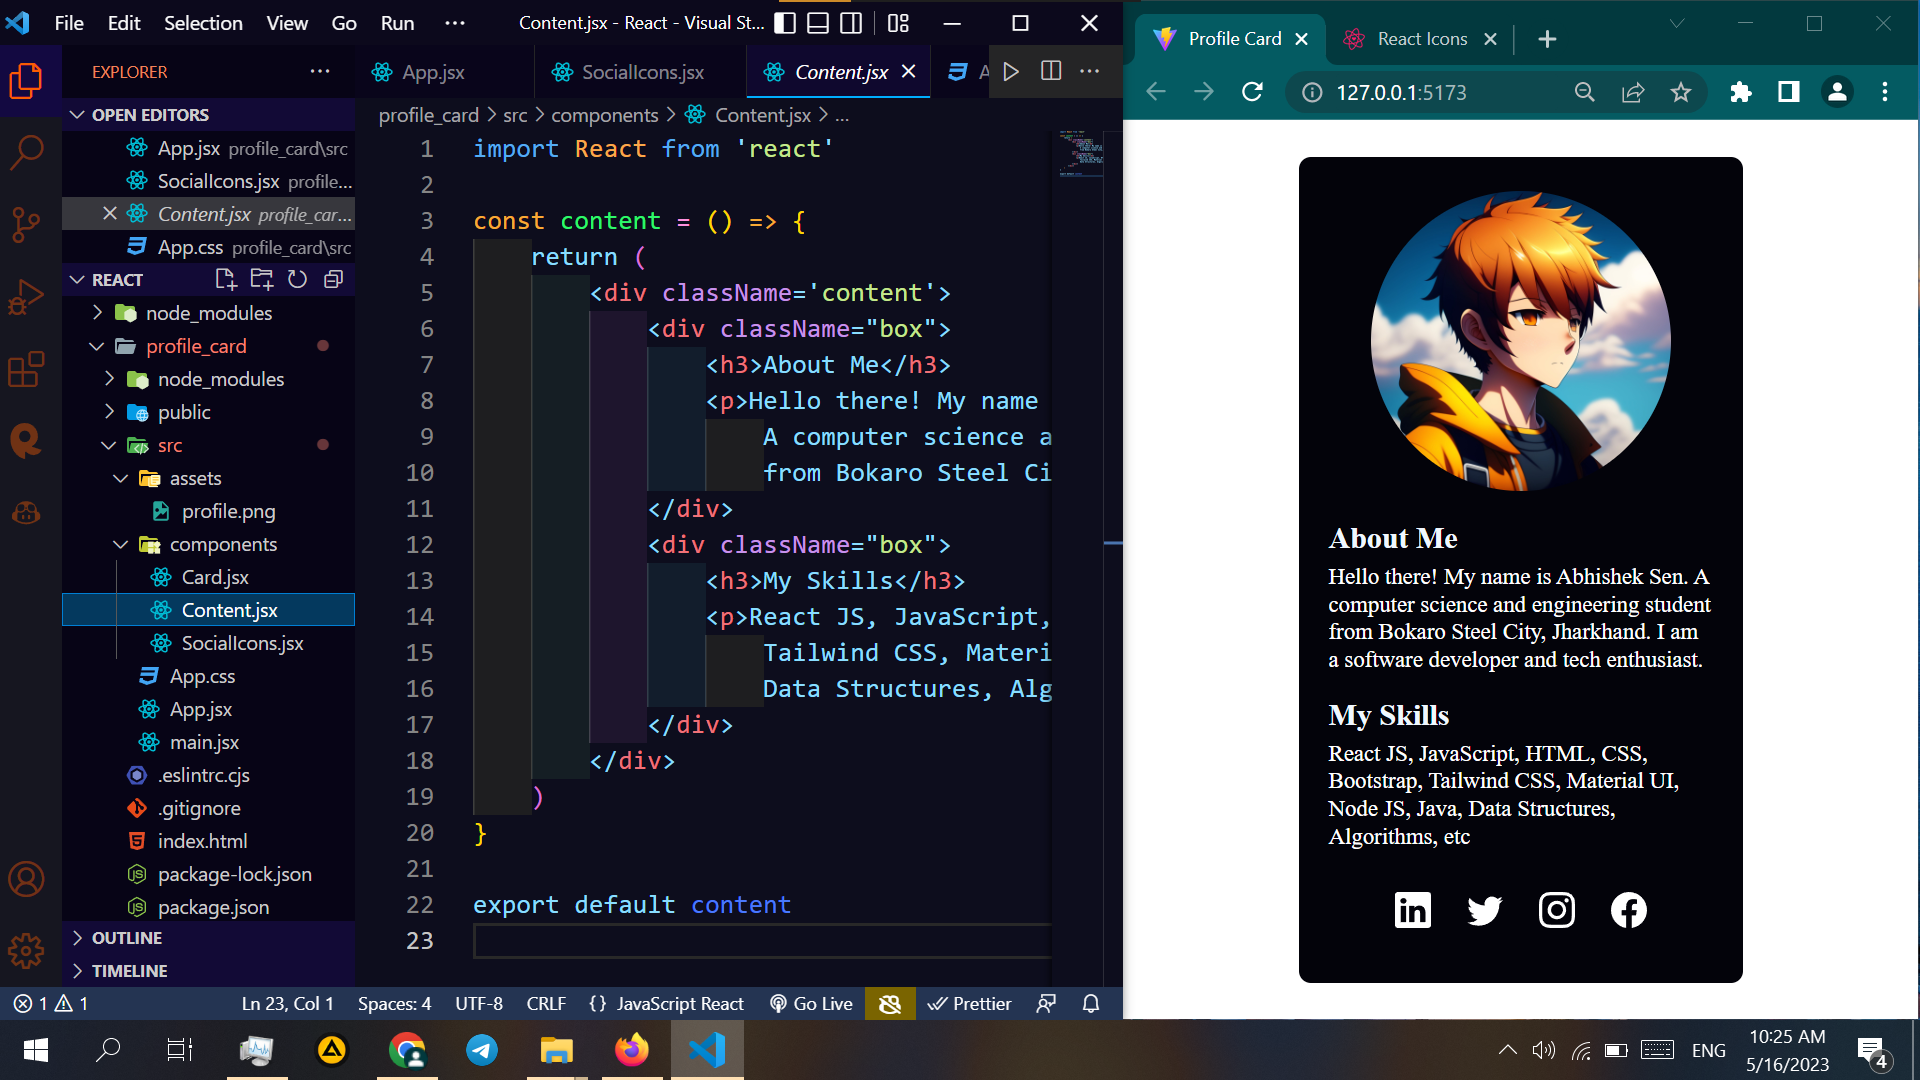 File Edit Selection View Go Run ··· Content.jsx - React - Visual St...
EXPLORER ···
OPEN EDITORS
App.jsx profile_card\src
SocialIcons.jsx profile...
Content.jsx profile_car...
App.css profile_card\src
REACT
node_modules
profile_card
node_modules
public
src
assets
profile.png
components
Card.jsx
Content.jsx
SocialIcons.jsx
App.css
App.jsx
main.jsx
.eslintrc.cjs
.gitignore
index.html
package-lock.json
package.json
OUTLINE
TIMELINE
App.jsx SocialIcons.jsx Content.jsx A
profile_card > src > components > Content.jsx > ...
1 import React from 'react'
2
3 const content = () => {
4 return (
5 <div className='content'>
6 <div className="box">
7 <h3>About Me</h3>
8 <p>Hello there! My name
9 A computer science a
10 from Bokaro Steel Ci
11 </div>
12 <div className="box">
13 <h3>My Skills</h3>
14 <p>React JS, JavaScript,
15 Tailwind CSS, Materi
16 Data Structures, Alg
17 </div>
18 </div>
19 )
20 }
21
22 export default content
23
1 1 Ln 23, Col 1 Spaces: 4 UTF-8 CRLF {} JavaScript React Go Live Prettier
Profile Card React Icons
127.0.0.1:5173
About Me
Hello there! My name is Abhishek Sen. A
computer science and engineering student
from Bokaro Steel City, Jharkhand. I am
a software developer and tech enthusiast.
My Skills
React JS, JavaScript, HTML, CSS,
Bootstrap, Tailwind CSS, Material UI,
Node JS, Java, Data Structures,
Algorithms, etc
in
ENG
10:25 AM
5/16/2023
4